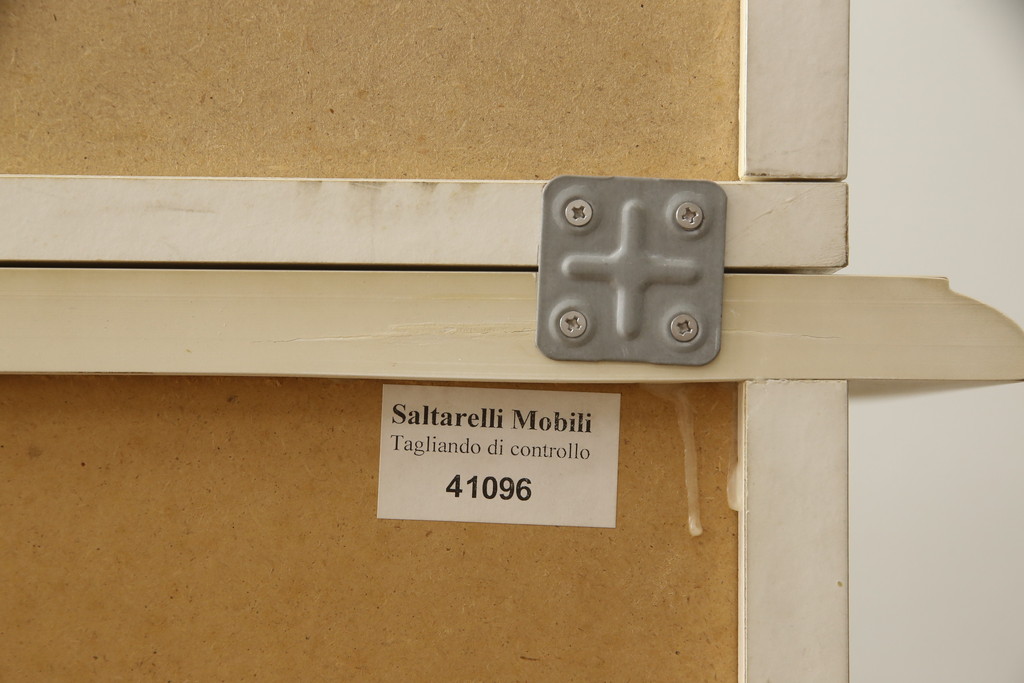 Saltarelli Mobili
Tagliando di controllo
41096